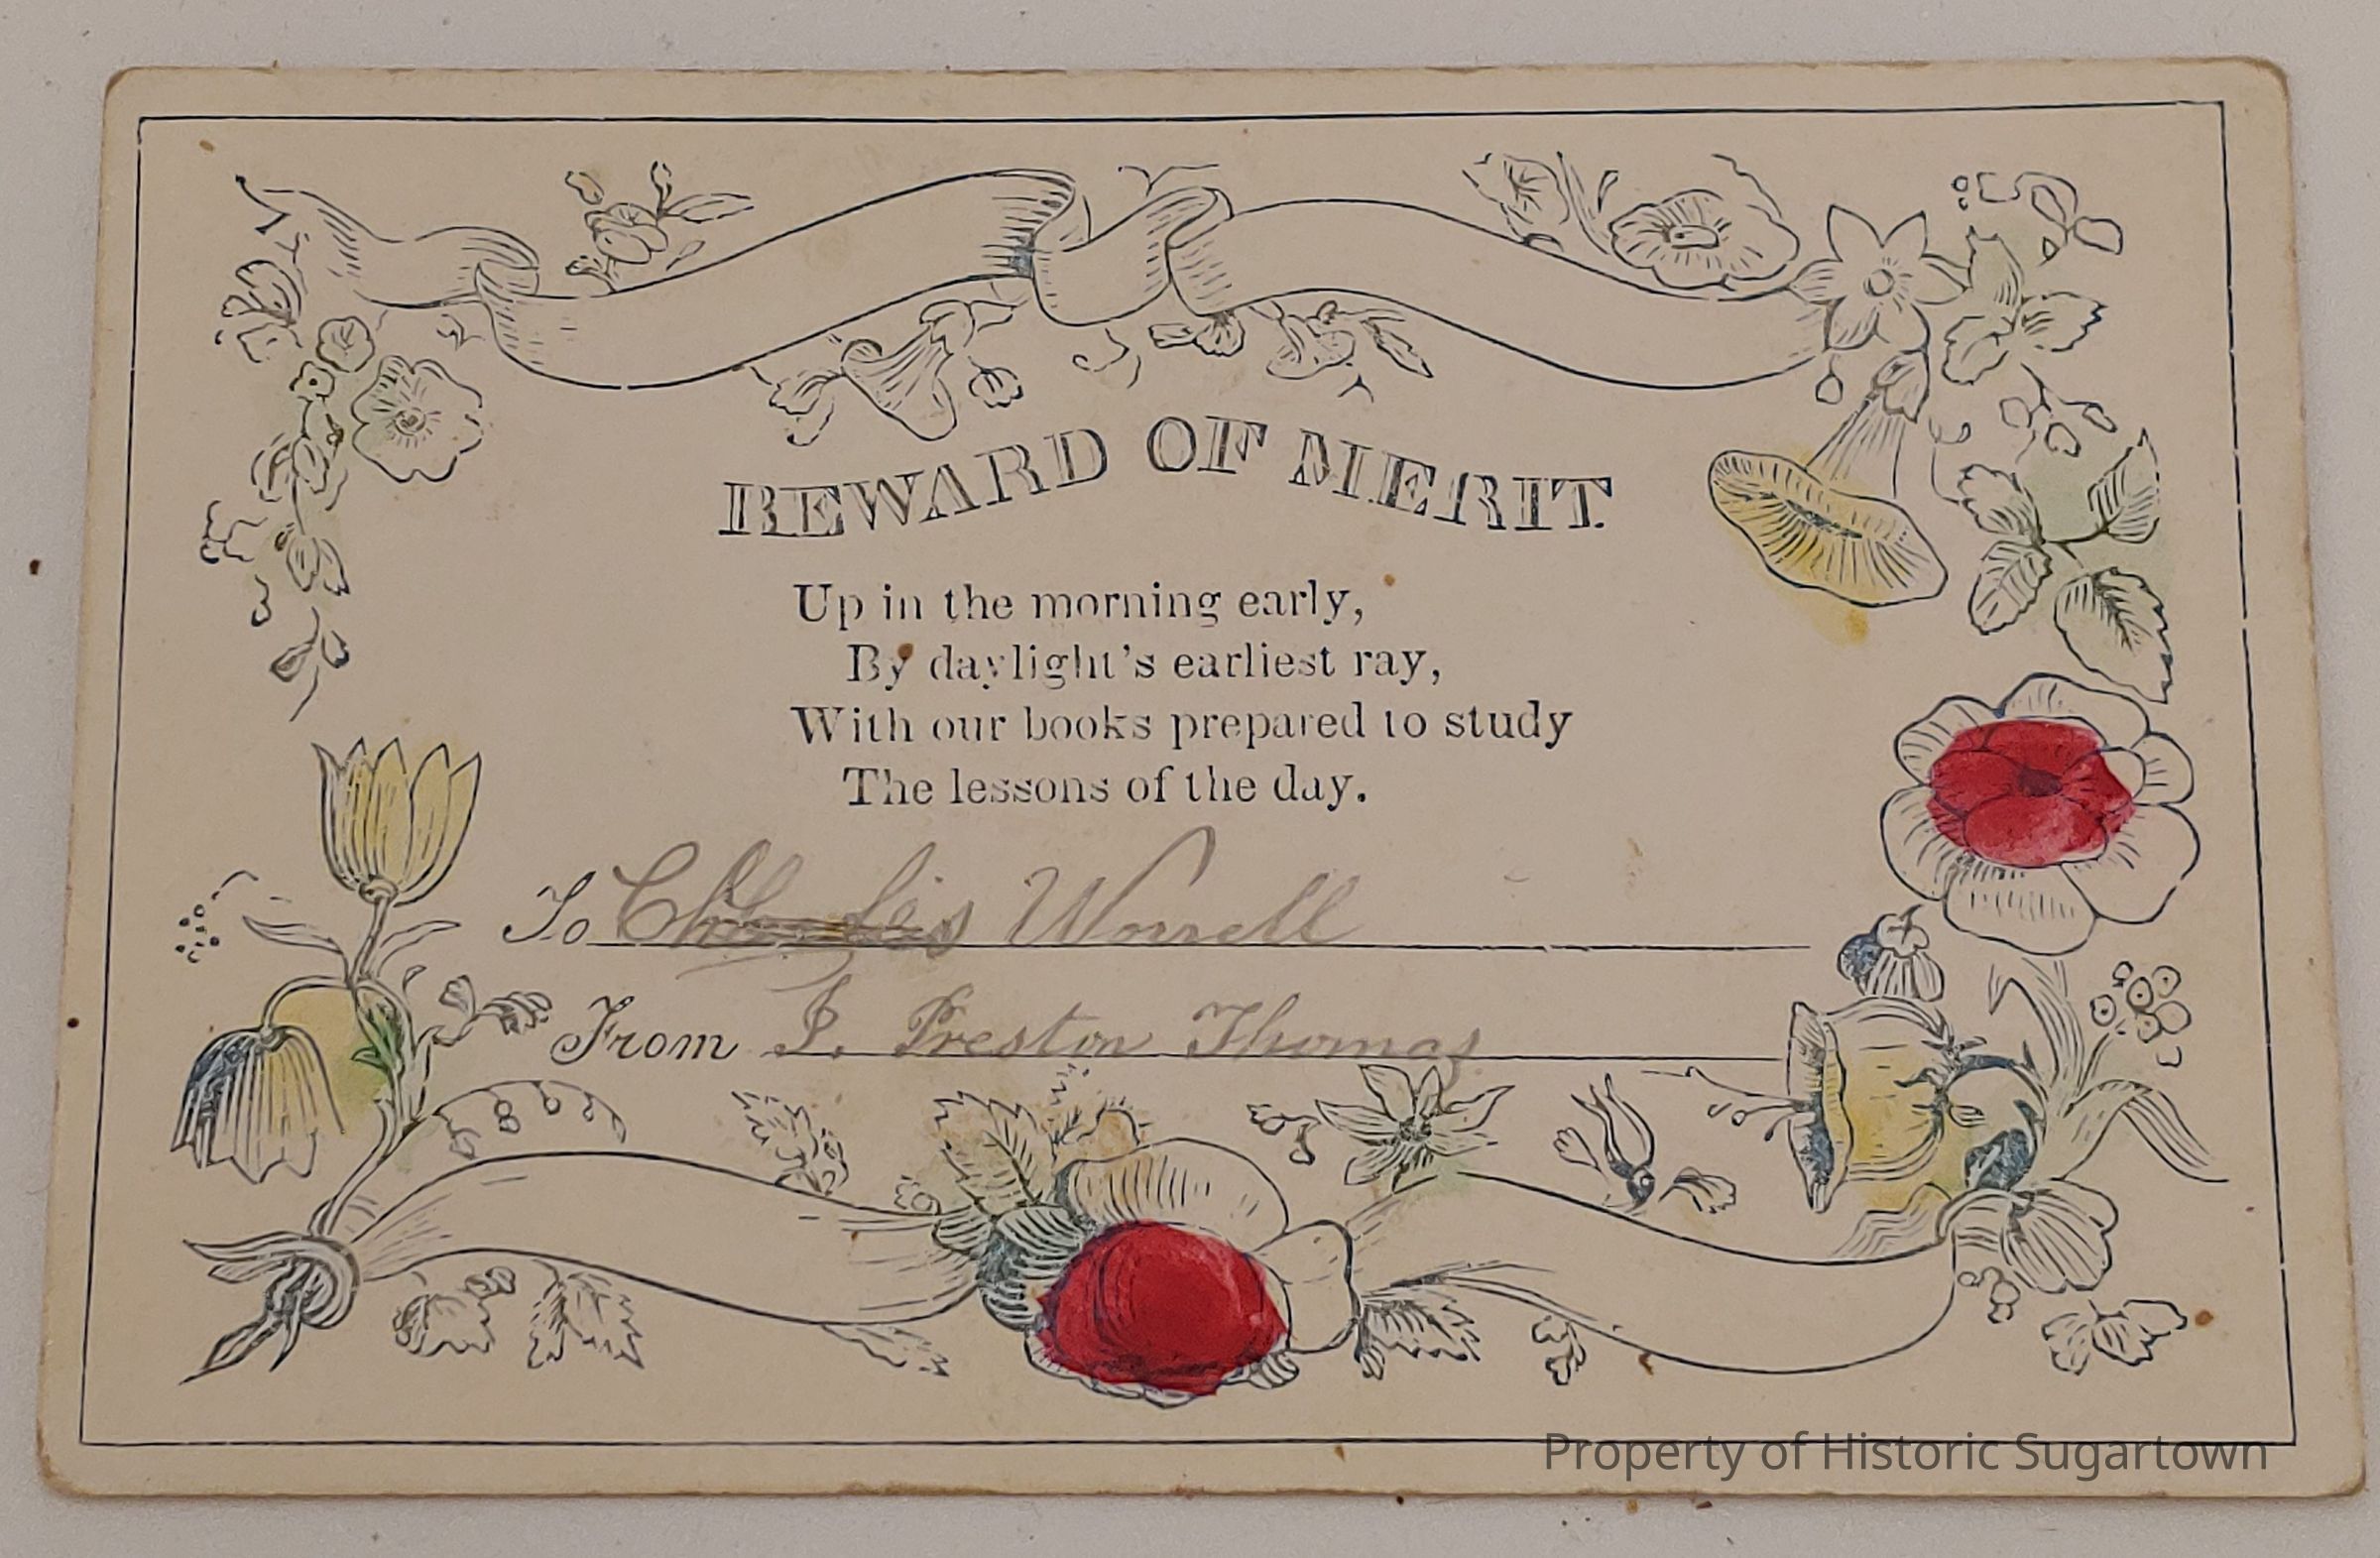 REWARD OF MERIT
Up in the morning early,
By daylight's earliest ray,
With our books prepared to study
The lessons of the day.
To Worrell
From J. Preston Thomas
Property of Historic Sugartown